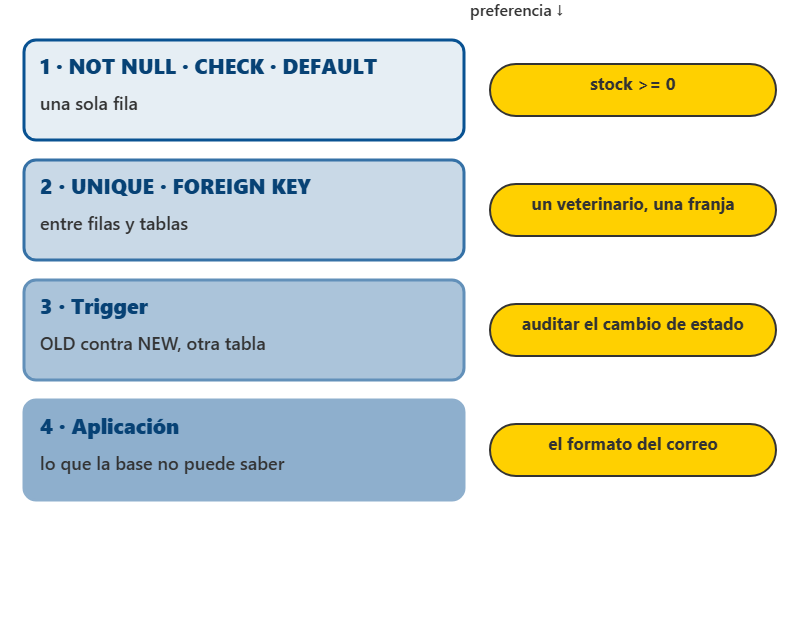 preferencia ↓
1 · NOT NULL · CHECK · DEFAULT
una sola fila
stock >= 0
2 · UNIQUE · FOREIGN KEY
entre filas y tablas
un veterinario, una franja
3 · Trigger
OLD contra NEW, otra tabla
auditar el cambio de estado
4 · Aplicación
lo que la base no puede saber
el formato del correo